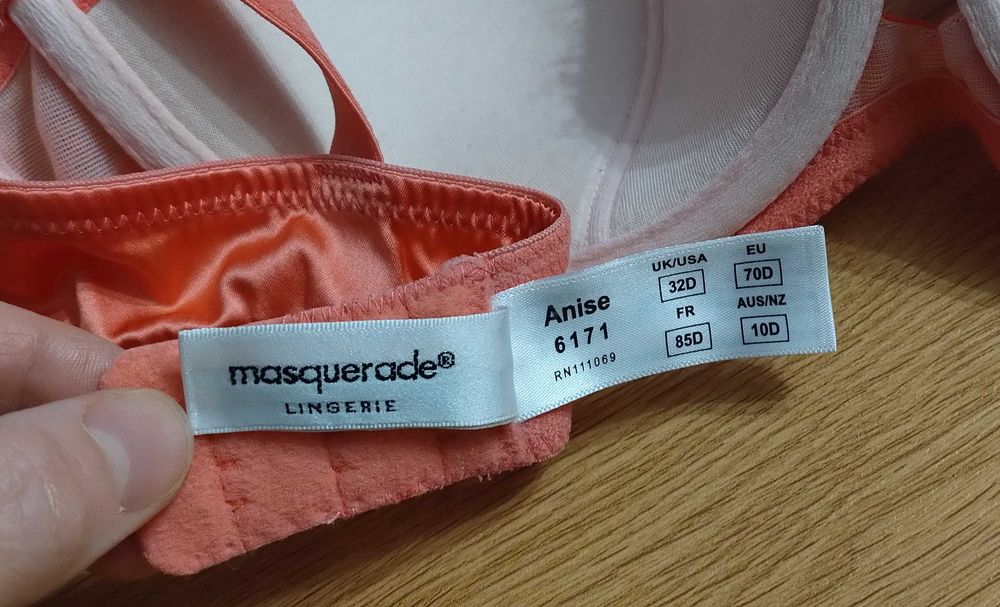 masquerade®
LINGERIE
Anise
6171
RN111069
UK/USA
32D
FR
85D
EU
70D
AUS/NZ
10D